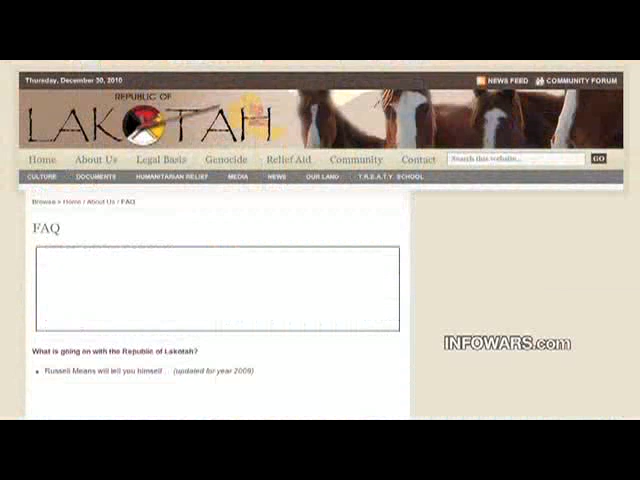 Thursday, December 30, 2010
NEWS FEED
COMMUNITY FORUM
REPUBLIC OF
LAKOTAH
Home About Us Legal Basis Genocide Relief Aid Community Contact Search this website... GO
CULTURE DOCUMENTS HUMANITARIAN RELIEF MEDIA NEWS OUR LAND T.R.E.A.T.Y. SCHOOL
Browse > Home / About Us / FAQ
FAQ
INFOWARS.com
What is going on with the Republic of Lakotah?
Russell Means will tell you himself… (updated for year 2009)